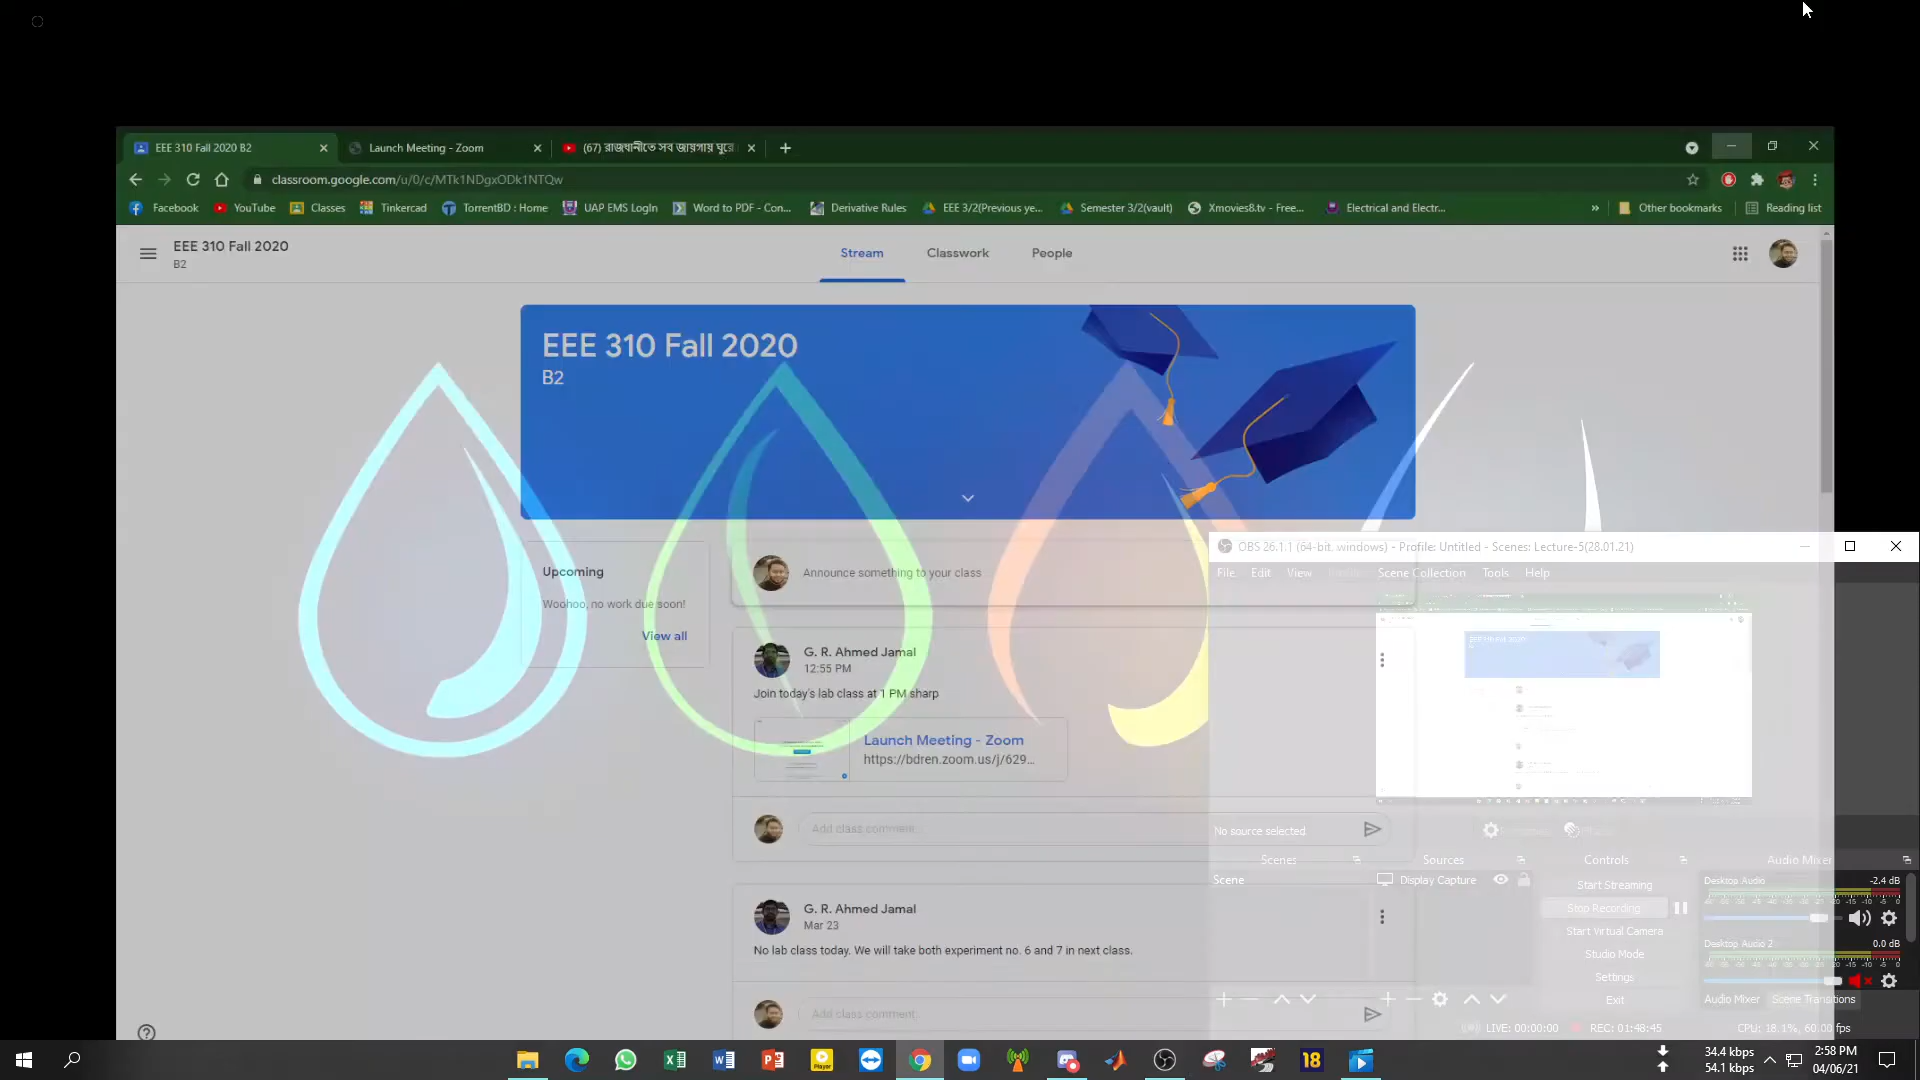 EEE 310 Fall 2020 B2
Launch Meeting - Zoom
(67) রাজধানীতে সব জায়গায় ঘুরে
classroom.google.com/u/0/c/MTk1NDgxODk1NTQw
Facebook YouTube Classes Tinkercad TorrentBD : Home UAP EMS LogIn Word to PDF - Con... Derivative Rules EEE 3/2(Previous ye... Semester 3/2(vault) Xmovies8.tv - Free... Electrical and Electr... » Other bookmarks Reading list
EEE 310 Fall 2020
B2
Stream Classwork People
EEE 310 Fall 2020
B2
Upcoming
Woohoo, no work due soon!
View all
Announce something to your class
G. R. Ahmed Jamal
12:55 PM
Join today's lab class at 1 PM sharp
Launch Meeting - Zoom
https://bdren.zoom.us/j/629...
Add class comment...
G. R. Ahmed Jamal
Mar 23
No lab class today. We will take both experiment no. 6 and 7 in next class.
Add class comment...
OBS 26.1.1 (64-bit, windows) - Profile: Untitled - Scenes: Lecture-5(28.01.21)
File Edit View Scene Collection Tools Help
EEE 310 Fall 2020
No source selected
Scenes Sources Controls Audio Mixer
Scene
Display Capture
Start Streaming
Stop Recording
Start Virtual Camera
Studio Mode
Settings
Exit
Desktop Audio -2.4 dB
Desktop Audio 2 0.0 dB
Audio Mixer Scene Transitions
LIVE: 00:00:00 REC: 01:48:45 CPU: 18.1%, 60.00 fps
Player
18
34.4 kbps
54.1 kbps
2:58 PM
04/06/21